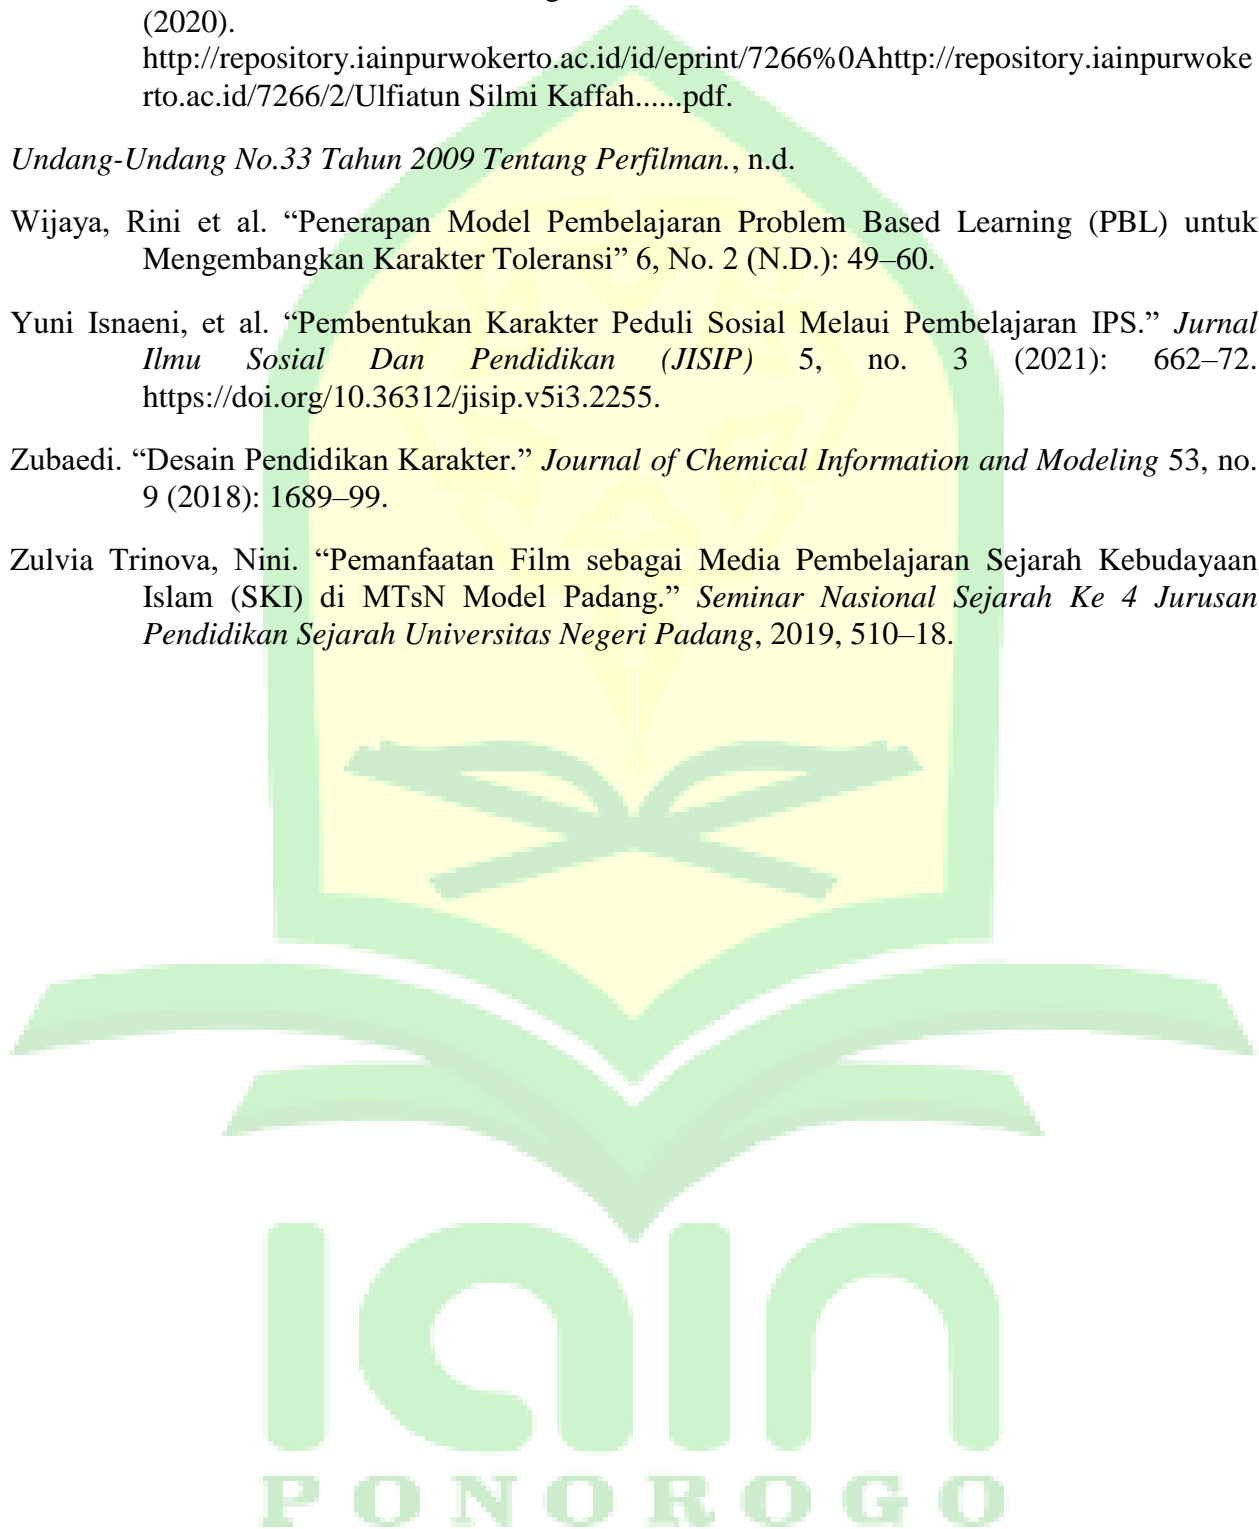 (2020).
http://repository.iainpurwokerto.ac.id/id/eprint/7266%0Ahttp://repository.iainpurwoke
rto.ac.id/7266/2/Ulfiatun Silmi Kaffah......pdf.
Undang-Undang No.33 Tahun 2009 Tentang Perfilman., n.d.
Wijaya, Rini et al. “Penerapan Model Pembelajaran Problem Based Learning (PBL) untuk
Mengembangkan Karakter Toleransi” 6, No. 2 (N.D.): 49–60.
Yuni Isnaeni, et al. “Pembentukan Karakter Peduli Sosial Melaui Pembelajaran IPS.” Jurnal
Ilmu Sosial Dan Pendidikan (JISIP) 5, no. 3 (2021): 662–72.
https://doi.org/10.36312/jisip.v5i3.2255.
Zubaedi. “Desain Pendidikan Karakter.” Journal of Chemical Information and Modeling 53, no.
9 (2018): 1689–99.
Zulvia Trinova, Nini. “Pemanfaatan Film sebagai Media Pembelajaran Sejarah Kebudayaan
Islam (SKI) di MTsN Model Padang.” Seminar Nasional Sejarah Ke 4 Jurusan
Pendidikan Sejarah Universitas Negeri Padang, 2019, 510–18.
iain
PONOROGO